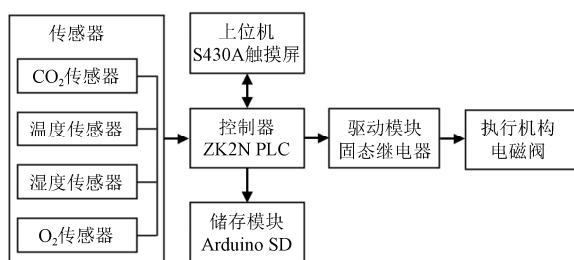 传感器
CO₂传感器
温度传感器
湿度传感器
O₂传感器
上位机
S430A触摸屏
控制器
ZK2N PLC
储存模块
Arduino SD
驱动模块
固态继电器
执行机构
电磁阀